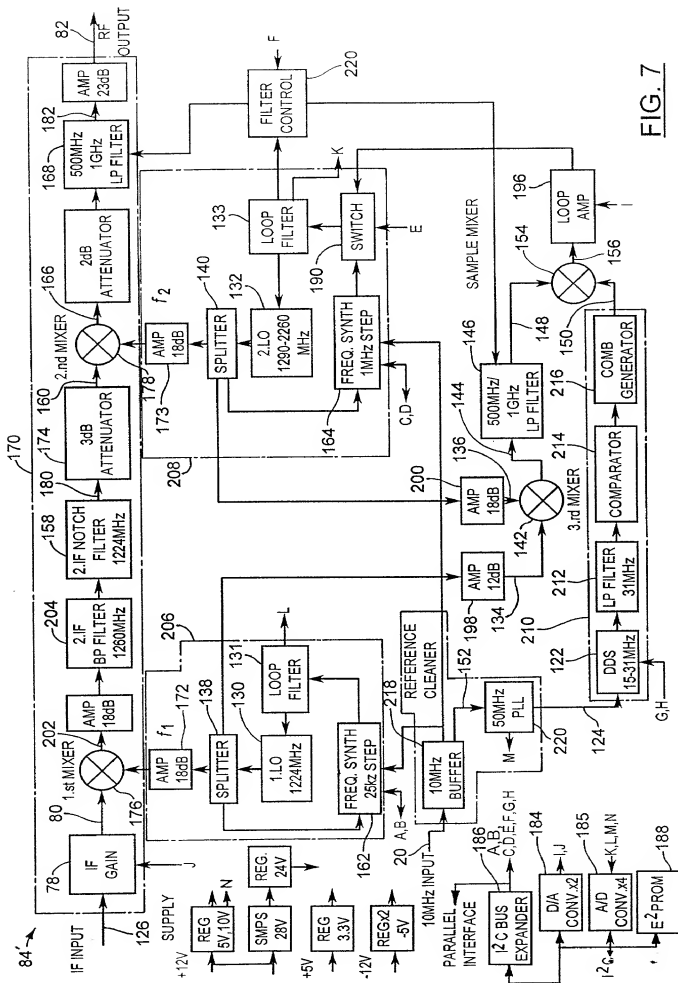 84'
170
IF INPUT
126
78
IF
GAIN
J
80
1.st MIXER
176
202
AMP
18dB
204
2.IF
BP FILTER
1260MHz
158
2.IF NOTCH
FILTER
1224MHz
180
174
3dB
ATTENUATOR
160
2.nd MIXER
178
166
2dB
ATTENUATOR
168
500MHz
1GHz
LP FILTER
182
AMP
23dB
82
RF
OUTPUT
SUPPLY
+12V
REG
5V,10V
N
SMPS
28V
REG.
24V
+5V
REG
3.3V
-12V
REGx2
-5V
f1
AMP
18dB
172
SPLITTER
138
1.LO
1224MHz
130
LOOP
FILTER
131
L
206
FREQ. SYNTH
25kz STEP
162
A,B
f2
AMP
18dB
173
SPLITTER
140
2.LO
1290-2260
MHz
132
LOOP
FILTER
133
K
SWITCH
190
E
FREQ. SYNTH
1MHz STEP
164
C,D
208
FILTER
CONTROL
220
F
10MHz INPUT
20
REFERENCE
CLEANER
218
10MHz
BUFFER
152
50MHz
PLL
220
M
124
AMP
12dB
198
134
AMP
18dB
200
136
142
3.rd MIXER
144
146
500MHz/
1GHz
LP FILTER
SAMPLE MIXER
148
150
154
156
LOOP
AMP
196
I
DDS
15-31MHz
122
G,H
210
LP FILTER
31MHz
212
COMPARATOR
214
COMB
GENERATOR
216
PARALLEL
INTERFACE
I2C BUS
EXPANDER
186
A,B,
C,D,E,F,G,H
D/A
CONV.x2
184
I,J
I2C
A/D
CONV.x4
185
K,L,M,N
E2PROM
188
FIG. 7